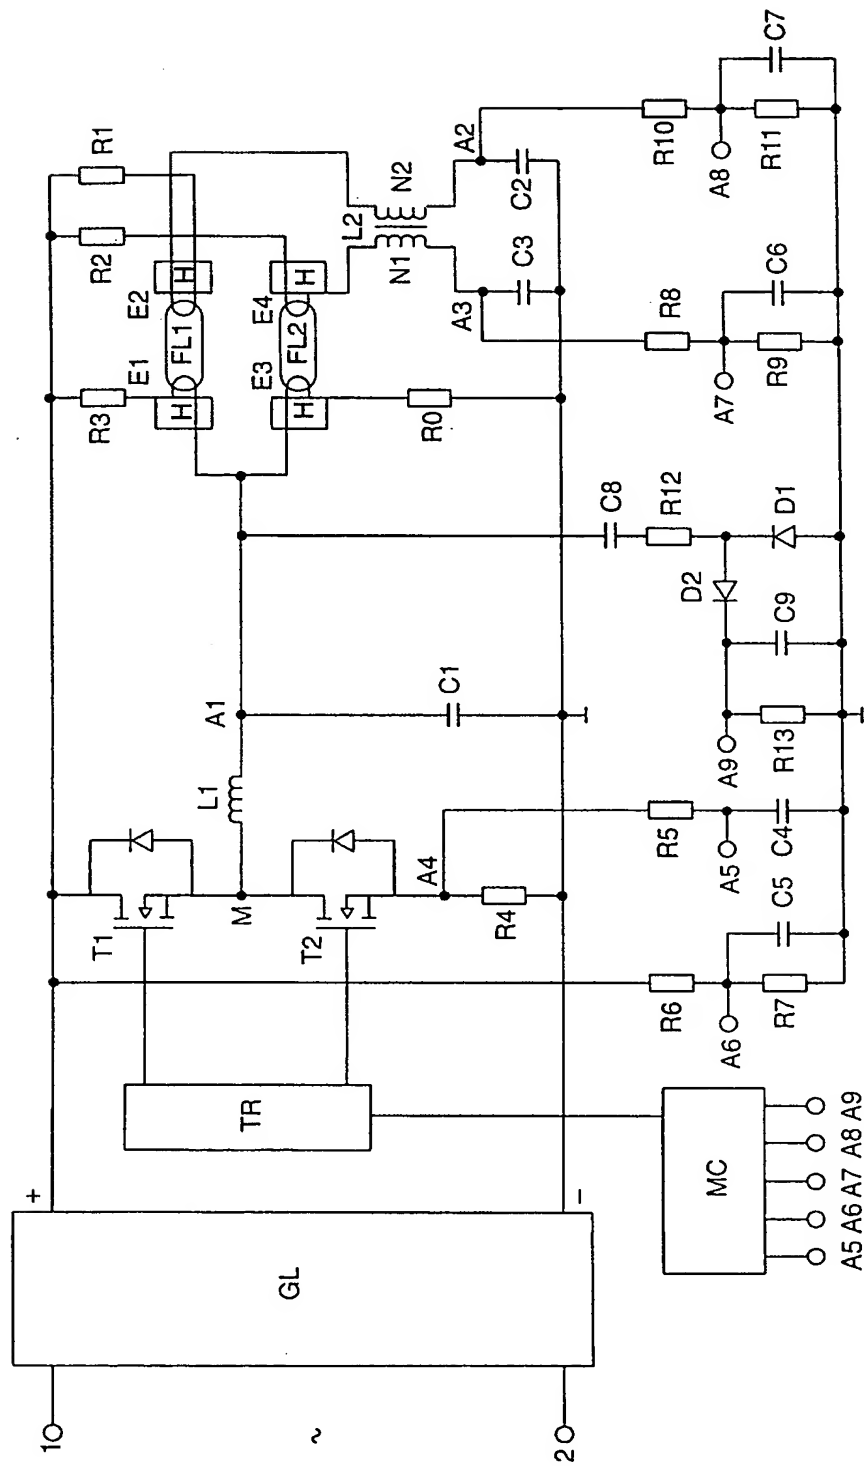 10
~
20
GL
+
−
TR
MC
A5 A6 A7 A8 A9
T1
T2
M
L1
A1
A4
R4
C1
R3
R2
R1
E1
E2
H
FL1
H
E3
E4
H
FL2
H
R0
L2
N1
N2
A3
A2
C3
C2
R6
A6
R7
C5
R5
A5
C4
A9
R13
C9
D2
D1
C8
R12
R8
A7
R9
C6
R10
A8
R11
C7